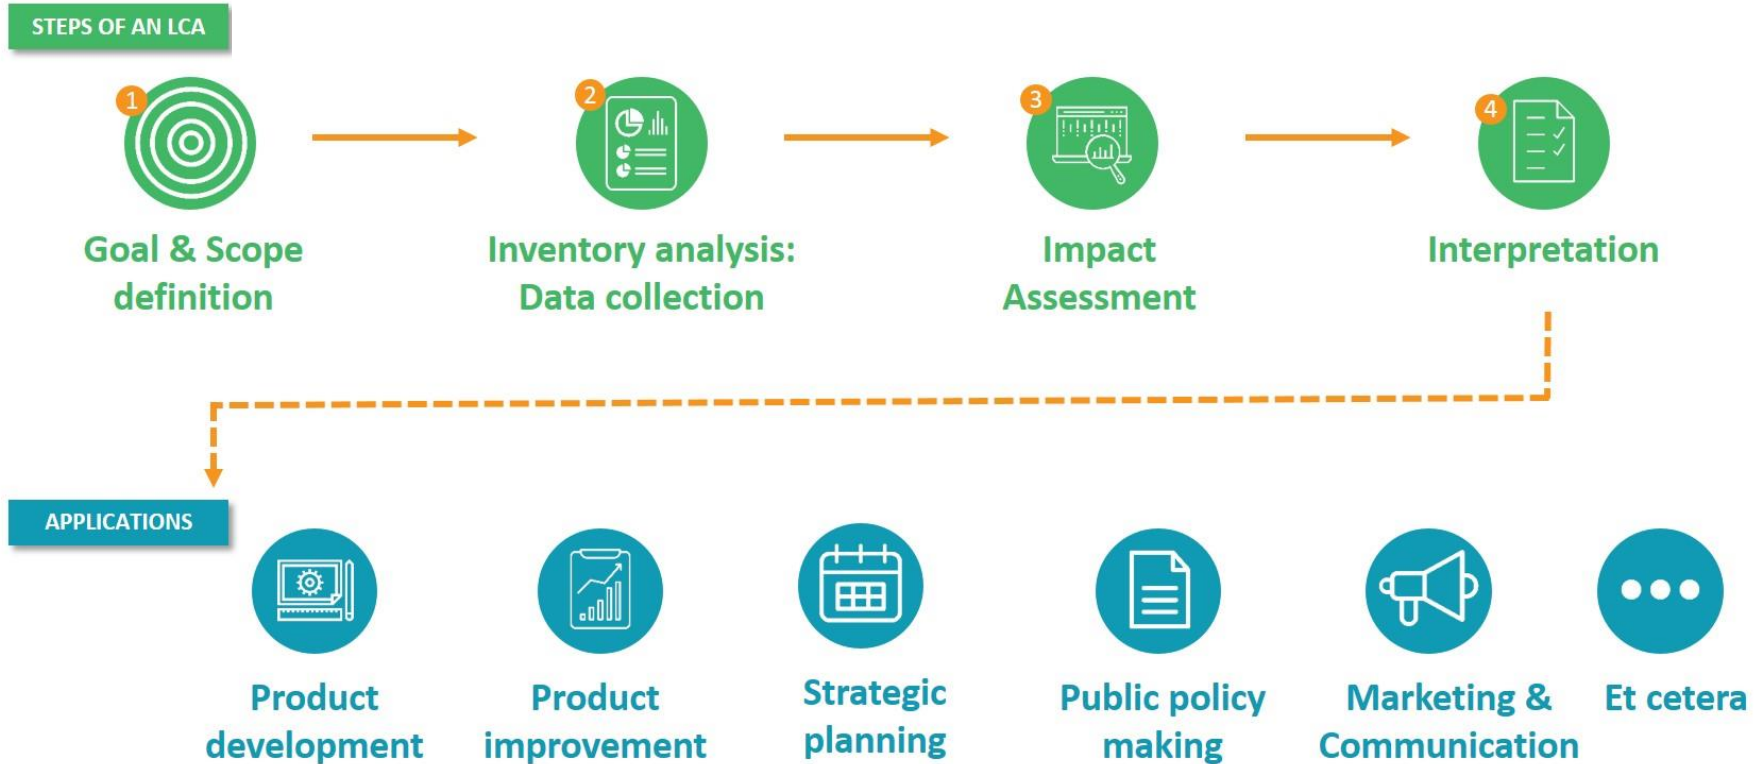 STEPS OF AN LCA
1
2
3
4
Goal & Scope
definition
Inventory analysis:
Data collection
Impact
Assessment
Interpretation
APPLICATIONS
Product
development
Product
improvement
Strategic
planning
Public policy
making
Marketing &
Communication
Et cetera